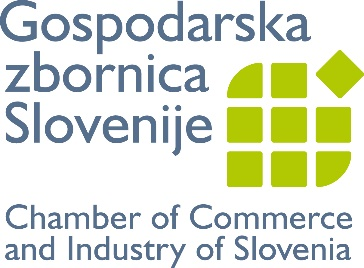 Gospodarska
zbornica
Slovenije
Chamber of Commerce
and Industry of Slovenia